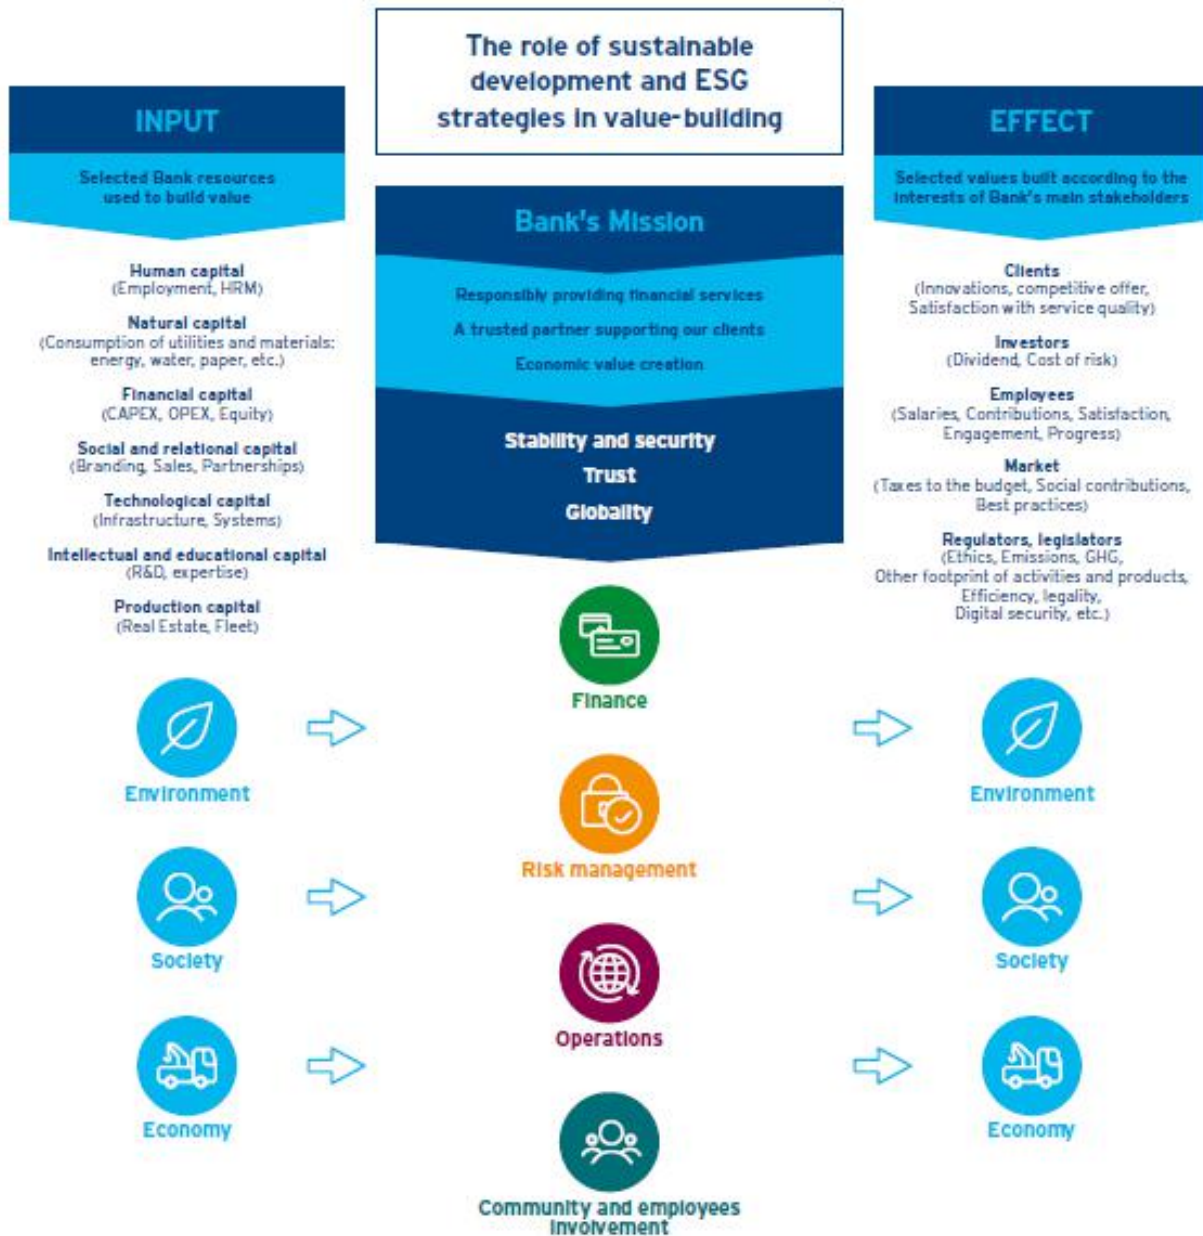 The role of sustainable
development and ESG
strategies in value-building
INPUT
Selected Bank resources
used to build value
Human capital
(Employment, HRM)
Natural capital
(Consumption of utilities and materials:
energy, water, paper, etc.)
Financial capital
(CAPEX, OPEX, Equity)
Social and relational capital
(Branding, Sales, Partnerships)
Technological capital
(Infrastructure, Systems)
Intellectual and educational capital
(R&D, expertise)
Production capital
(Real Estate, Fleet)
Environment
Society
Economy
Bank's Mission
Responsibly providing financial services
A trusted partner supporting our clients
Economic value creation
Stability and security
Trust
Globality
Finance
Risk management
Operations
Community and employees
involvement
EFFECT
Selected values built according to the
interests of Bank's main stakeholders
Clients
(Innovations, competitive offer,
Satisfaction with service quality)
Investors
(Dividend, Cost of risk)
Employees
(Salaries, Contributions, Satisfaction,
Engagement, Progress)
Market
(Taxes to the budget, Social contributions,
Best practices)
Regulators, legislators
(Ethics, Emissions, GHG,
Other footprint of activities and products,
Efficiency, legality,
Digital security, etc.)
Environment
Society
Economy